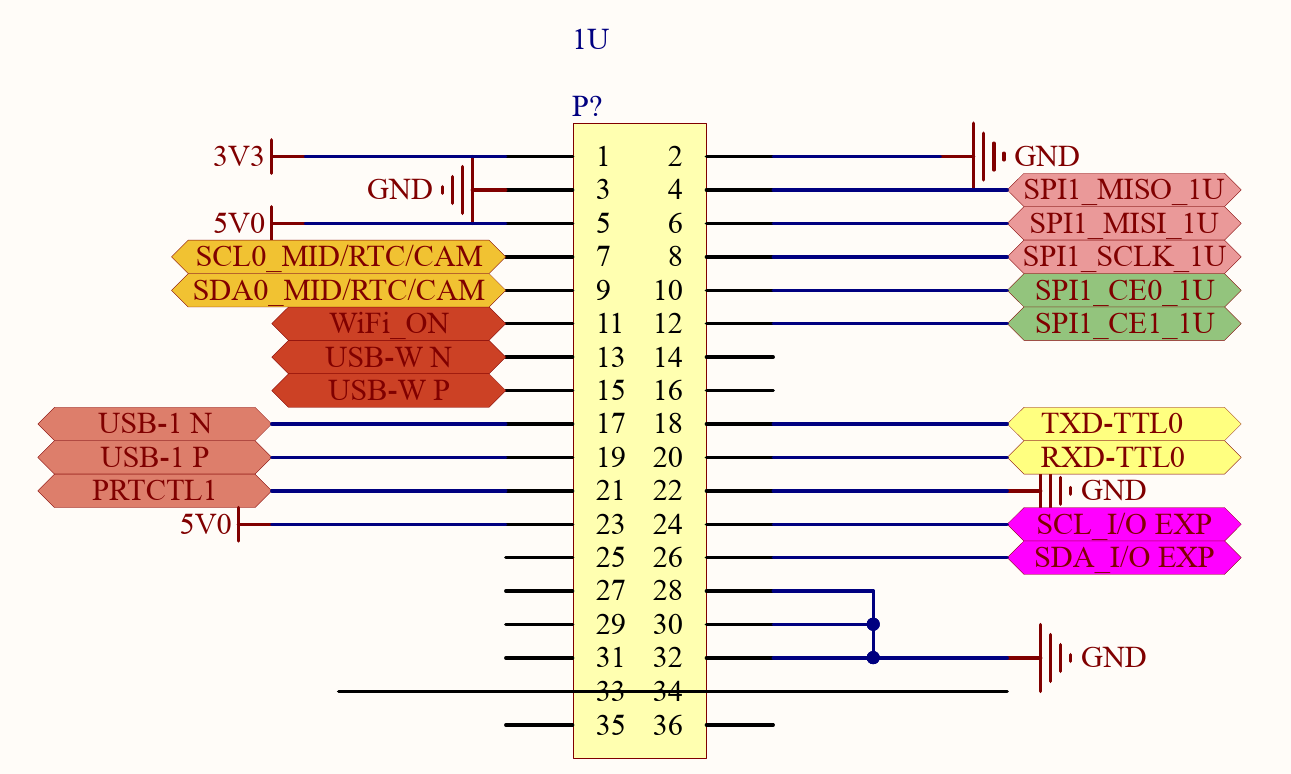 1U
P?
3V3 1 2 GND
GND 3 4 SPI1_MISO_1U
5V0 5 6 SPI1_MISI_1U
SCL0_MID/RTC/CAM 7 8 SPI1_SCLK_1U
SDA0_MID/RTC/CAM 9 10 SPI1_CE0_1U
WiFi_ON 11 12 SPI1_CE1_1U
USB-W N 13 14
USB-W P 15 16
USB-1 N 17 18 TXD-TTL0
USB-1 P 19 20 RXD-TTL0
PRTCTL1 21 22 GND
5V0 23 24 SCL_I/O EXP
25 26 SDA_I/O EXP
27 28
29 30
31 32 GND
33 34
35 36